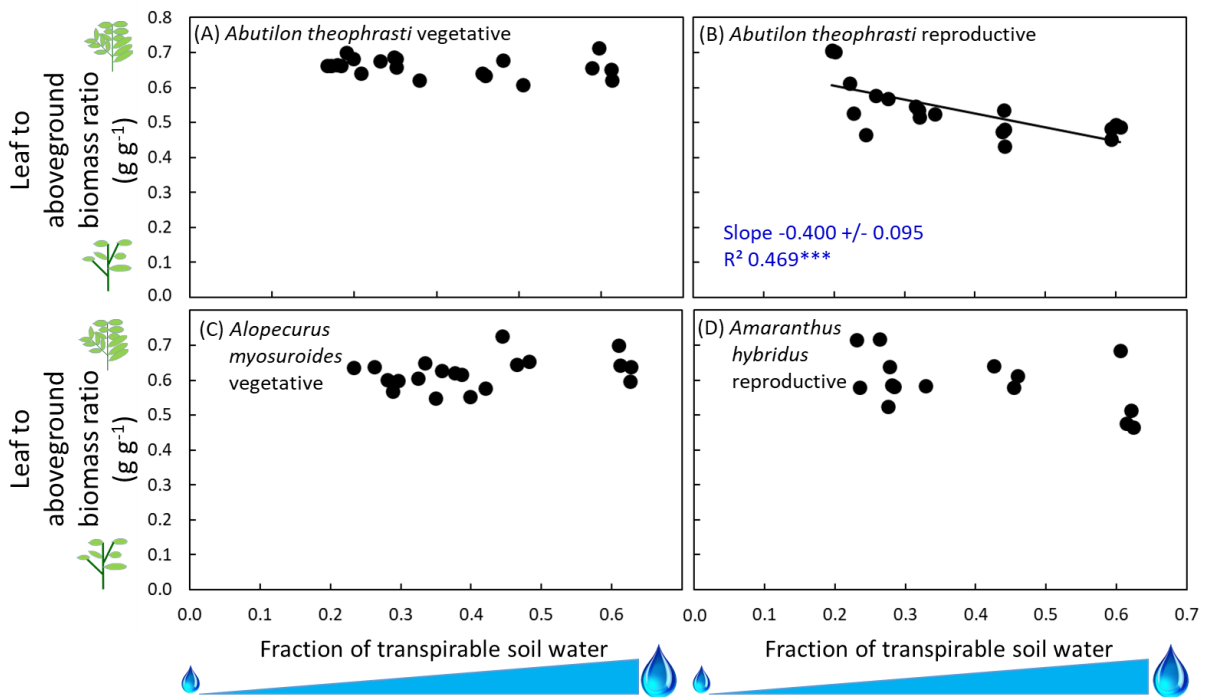 0.8
0.7
0.6
0.5
0.4
0.3
0.2
0.1
0.0
Leaf to
aboveground
biomass ratio
(g g⁻¹)
(A) Abutilon theophrasti vegetative
(B) Abutilon theophrasti reproductive
Slope -0.400 +/- 0.095
R² 0.469***
0.7
0.6
0.5
0.4
0.3
0.2
0.1
0.0
Leaf to
aboveground
biomass ratio
(g g⁻¹)
(C) Alopecurus
myosuroides
vegetative
(D) Amaranthus
hybridus
reproductive
0.0 0.1 0.2 0.3 0.4 0.5 0.6
0.0 0.1 0.2 0.3 0.4 0.5 0.6 0.7
Fraction of transpirable soil water
Fraction of transpirable soil water